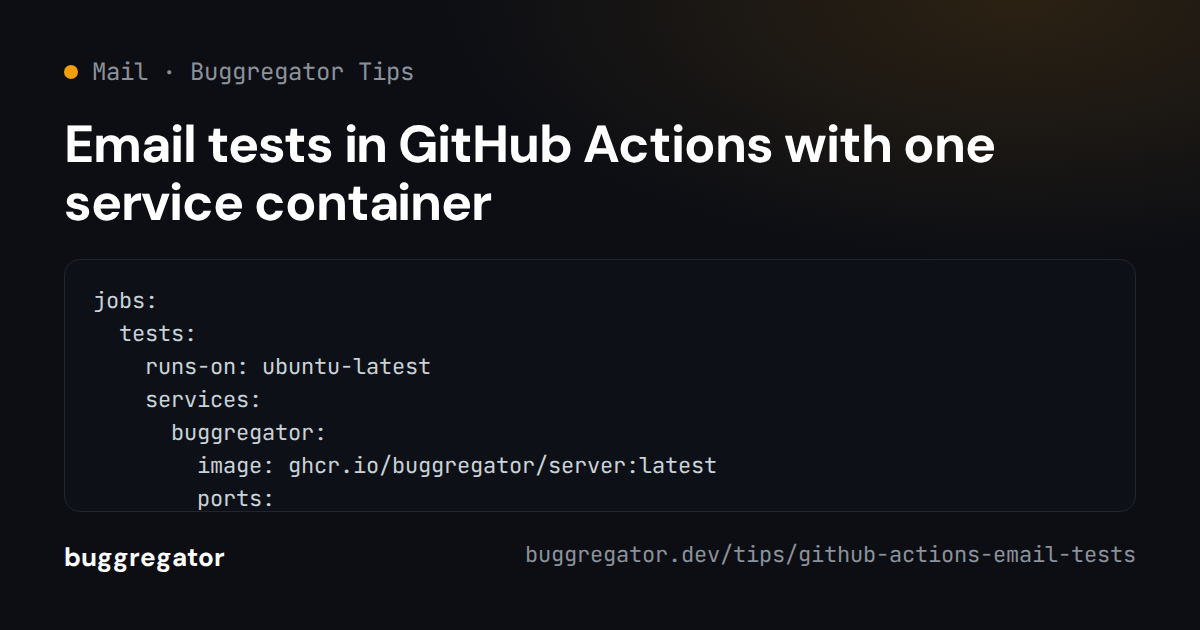 Mail · Buggregator Tips
Email tests in GitHub Actions with one
service container
jobs:
  tests:
    runs-on: ubuntu-latest
    services:
      buggregator:
        image: ghcr.io/buggregator/server:latest
        ports:
buggregator
buggregator.dev/tips/github-actions-email-tests